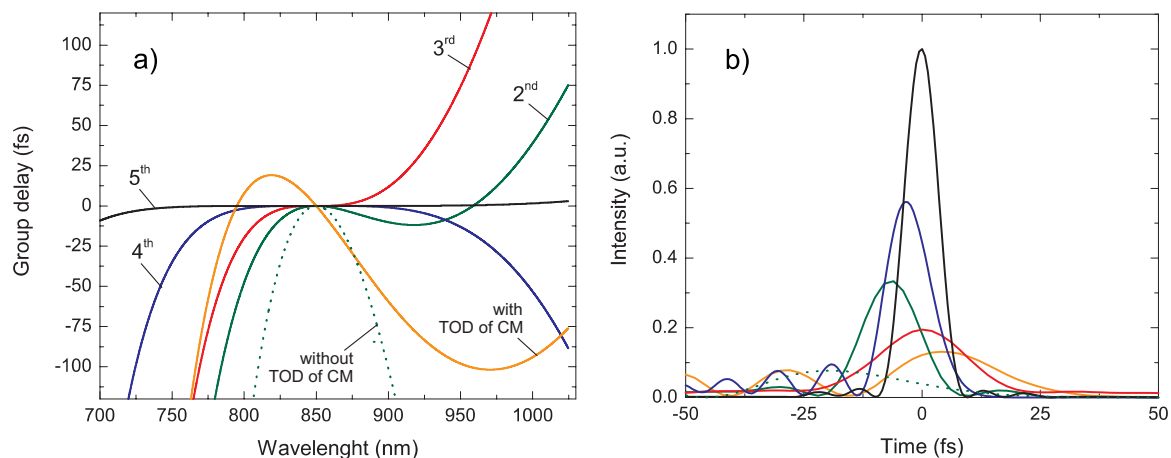 a)
3rd
2nd
5th
4th
with
TOD of CM
without
TOD of CM
100
75
50
25
0
-25
-50
-75
-100
Group delay (fs)
700
750
800
850
900
950
1000
Wavelenght (nm)
b)
1.0
0.8
0.6
0.4
0.2
0.0
Intensity (a.u.)
-50
-25
0
25
50
Time (fs)